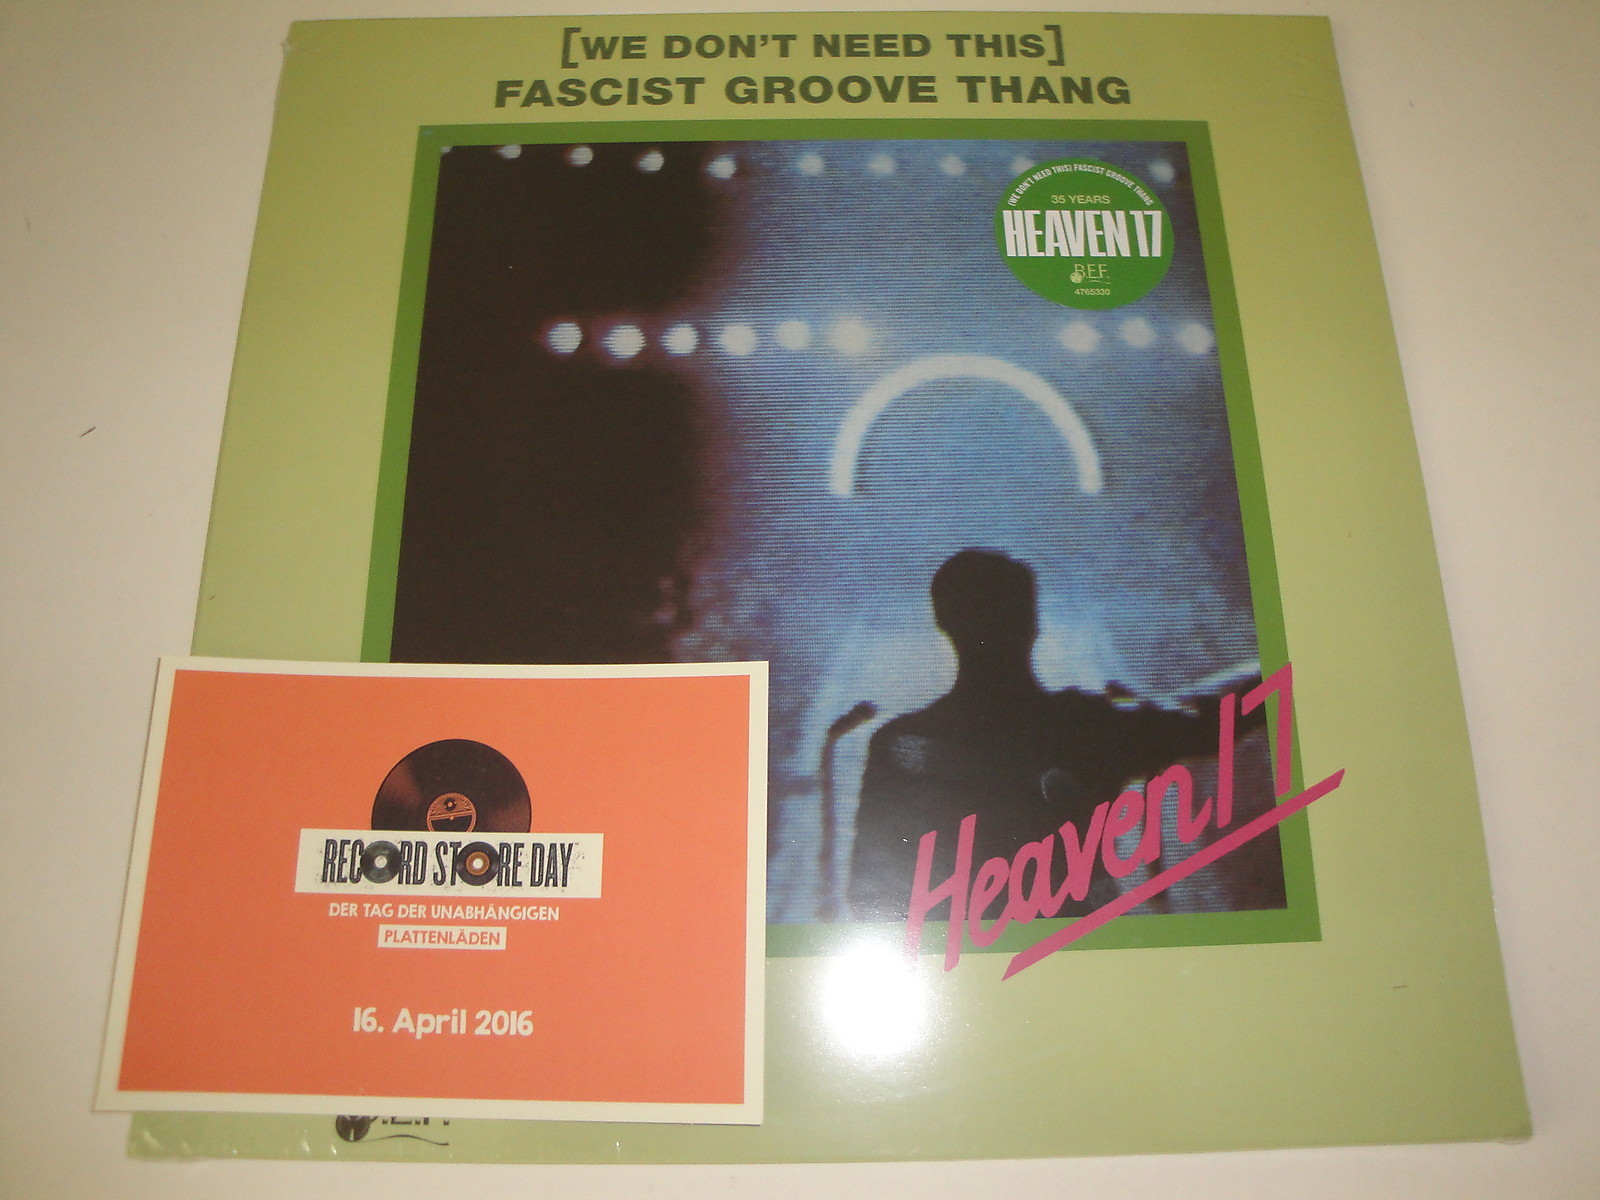 [WE DON'T NEED THIS]
FASCIST GROOVE THANG
(WE DON'T NEED THIS) FASCIST GROOVE THANG
35 YEARS
HEAVEN 17
B.E.F.
4765330
Heaven 17
RECORD STORE DAY
DER TAG DER UNABHÄNGIGEN
PLATTENLÄDEN
16. April 2016